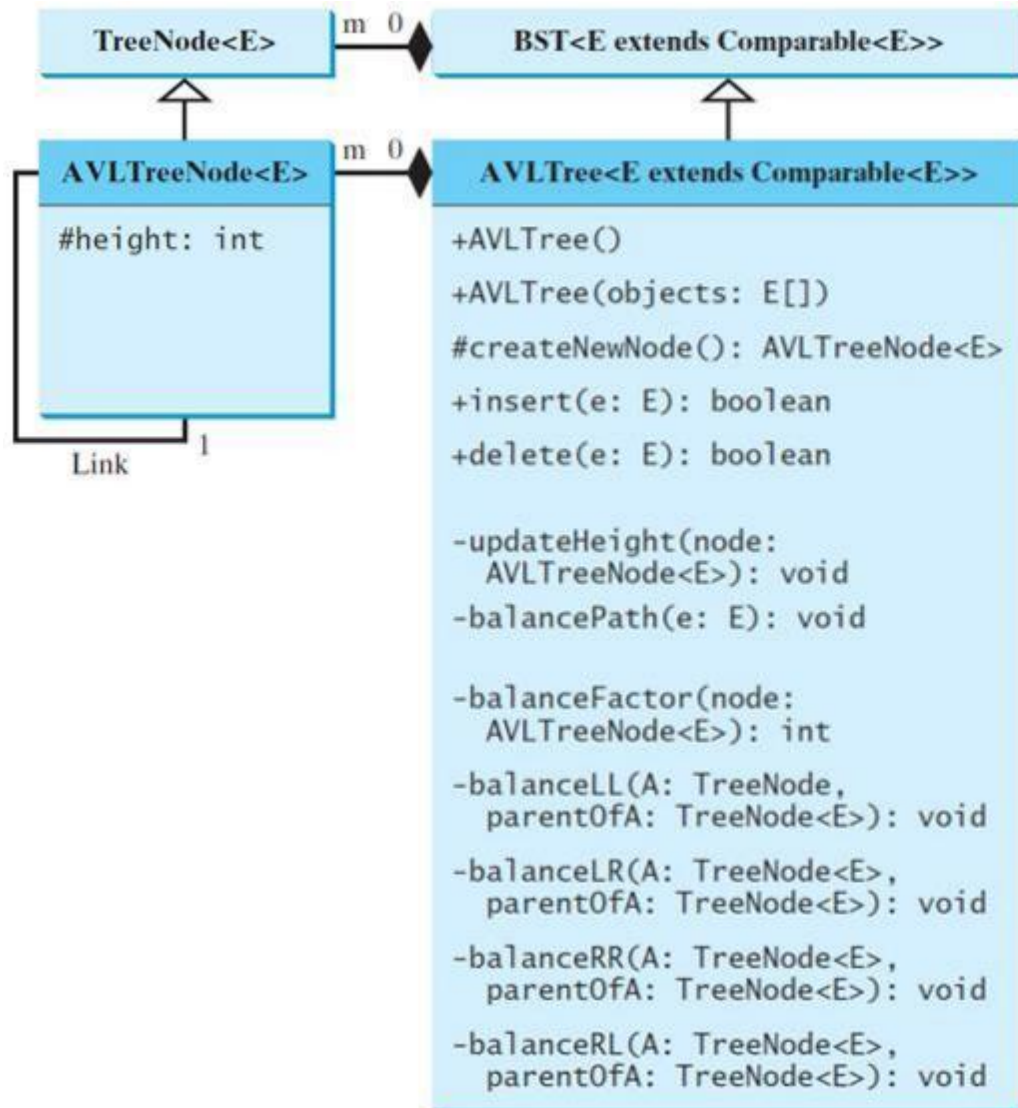 TreeNode<E>
m 0
BST<E extends Comparable<E>>
AVLTreeNode<E>
m 0
AVLTree<E extends Comparable<E>>
#height: int
1
Link
+AVLTree()
+AVLTree(objects: E[])
#createNewNode(): AVLTreeNode<E>
+insert(e: E): boolean
+delete(e: E): boolean
-updateHeight(node:
AVLTreeNode<E>): void
-balancePath(e: E): void
-balanceFactor(node:
AVLTreeNode<E>): int
-balanceLL(A: TreeNode,
parentOfA: TreeNode<E>): void
-balanceLR(A: TreeNode<E>,
parentOfA: TreeNode<E>): void
-balanceRR(A: TreeNode<E>,
parentOfA: TreeNode<E>): void
-balanceRL(A: TreeNode<E>,
parentOfA: TreeNode<E>): void